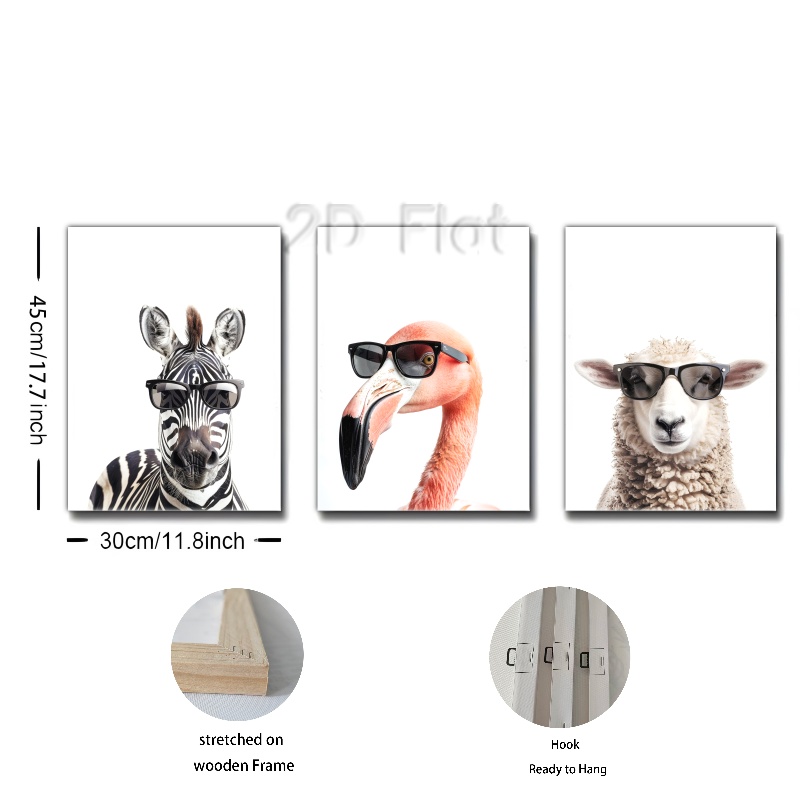 2D Flat
45cm/17.7inch
30cm/11.8inch
stretched on
wooden Frame
Hook
Ready to Hang